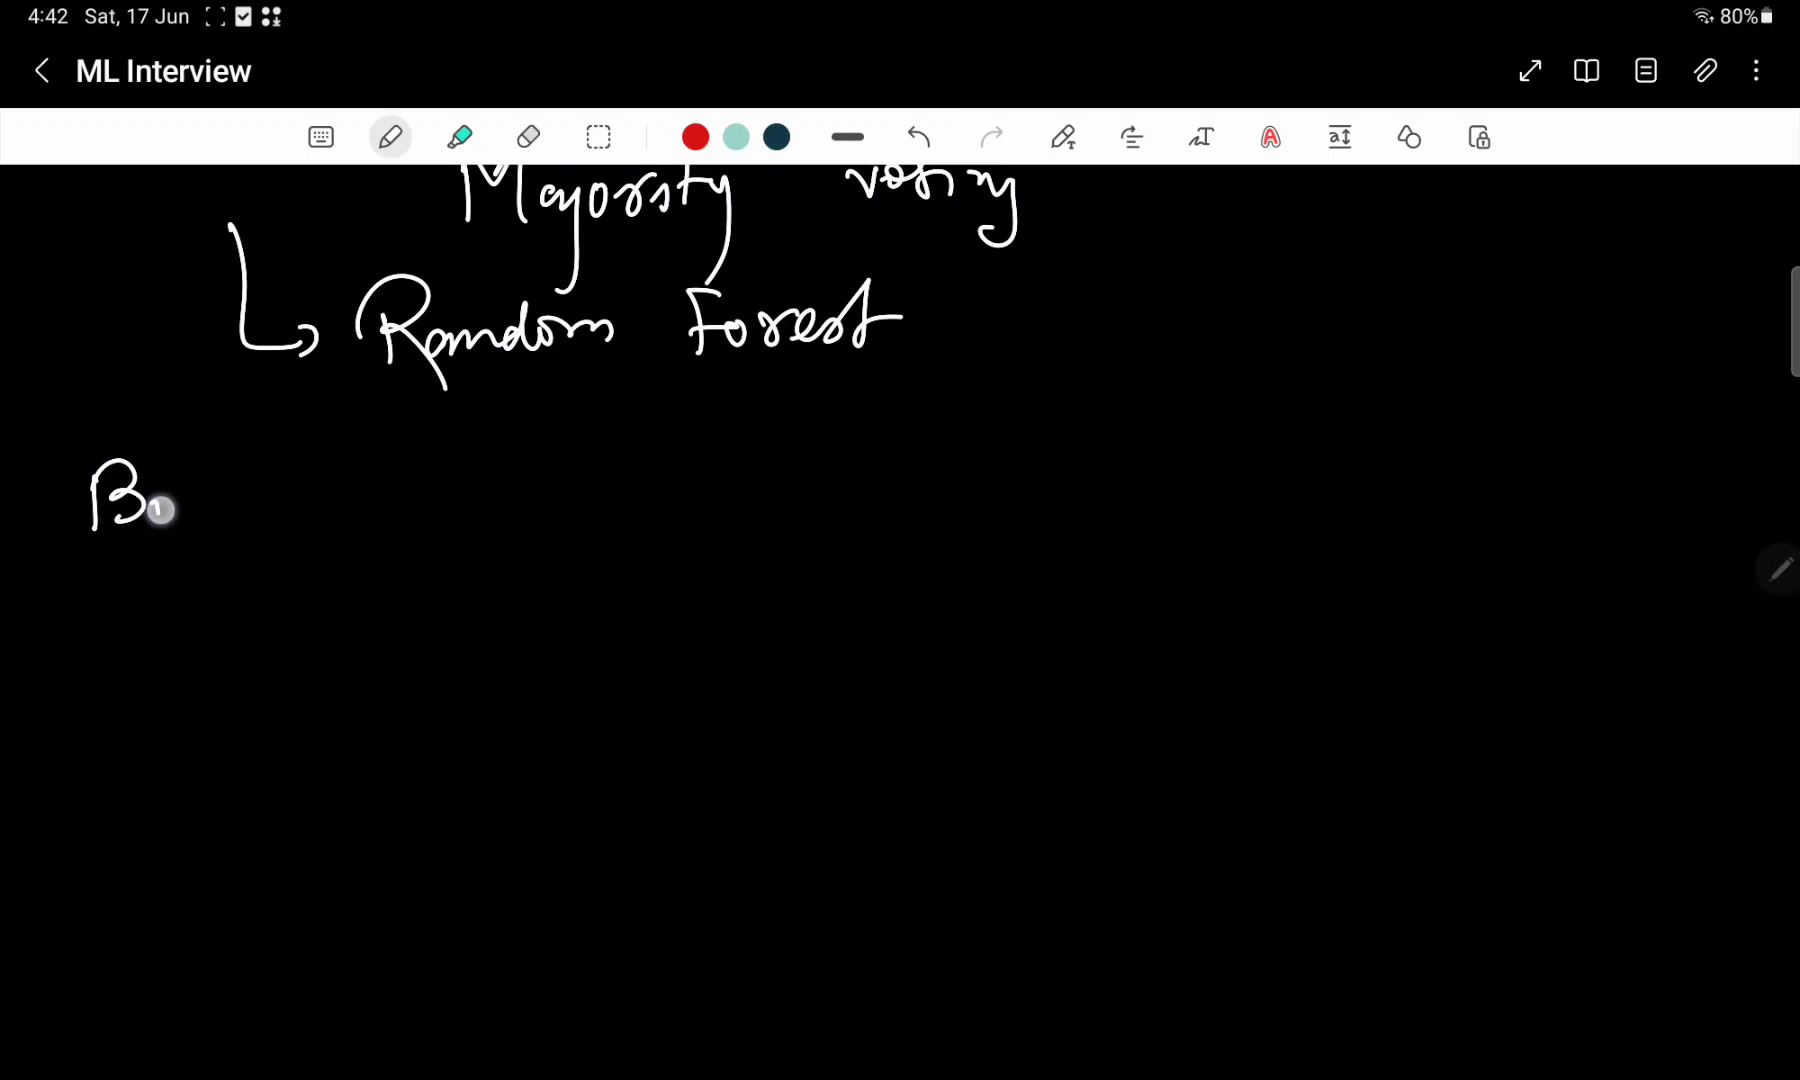 4:42 Sat, 17 Jun 80%
ML Interview
Majority voting
Random Forest
B